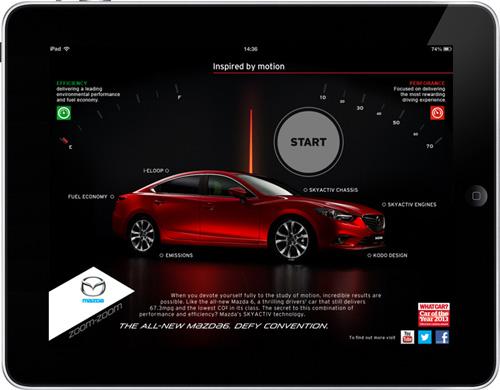 iPad 14:36 74%
Inspired by motion
EFFICIENCY
delivering a leading
environmental performance
and fuel economy.
PERFORANCE
Focused on delivering
the most rewarding
driving experience.
E F
10 20 30 50 60 70
START
i-ELOOP
FUEL ECONOMY
SKYACTIV CHASSIS
SKYACTIV ENGINES
EMISSIONS
KODO DESIGN
mazda
zoom-zoom
When you devote yourself fully to the study of motion, incredible results are
possible. Like the all-new Mazda 6, a thrilling drivers' car that still delivers
67.3mpg and the lowest CO² in its class. The secret to this combination of
performance and efficiency? Mazda's SKYACTIV technology.
THE ALL-NEW MAZDA6. DEFY CONVENTION.
WHATCAR?
Car of the
Year 2013
To find out more visit
You
Tube
f